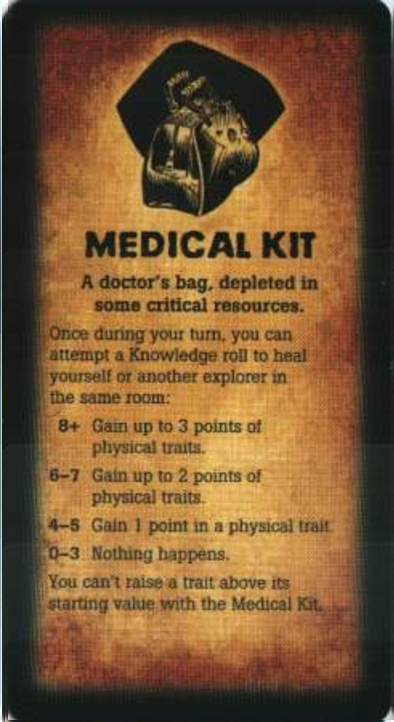 MEDICAL KIT
A doctor's bag, depleted in
some critical resources.
Once during your turn, you can
attempt a Knowledge roll to heal
yourself or another explorer in
the same room:
8+ Gain up to 3 points of
physical traits.
6–7 Gain up to 2 points of
physical traits.
4–5 Gain 1 point in a physical trait.
0–3 Nothing happens.
You can't raise a trait above its
starting value with the Medical Kit.